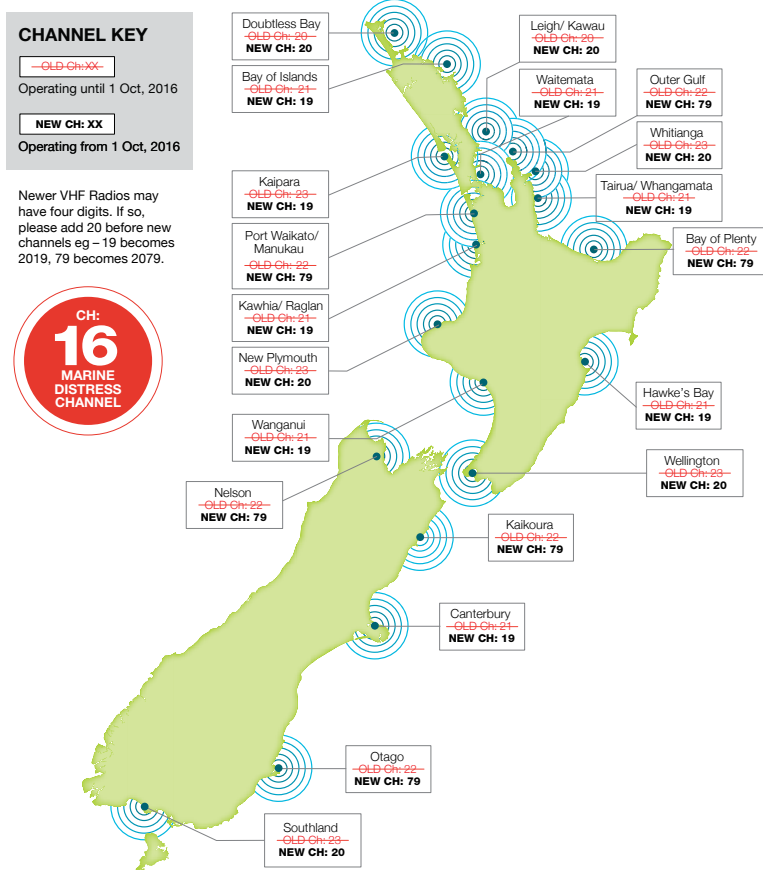 CHANNEL KEY
OLD Ch:XX
Operating until 1 Oct, 2016
NEW CH: XX
Operating from 1 Oct, 2016
Newer VHF Radios may
have four digits. If so,
please add 20 before new
channels eg – 19 becomes
2019, 79 becomes 2079.
CH:
16
MARINE
DISTRESS
CHANNEL
Doubtless Bay
OLD Ch: 20
NEW CH: 20
Bay of Islands
OLD Ch: 21
NEW CH: 19
Leigh/ Kawau
OLD Ch: 20
NEW CH: 20
Waitemata
OLD Ch: 21
NEW CH: 19
Outer Gulf
OLD Ch: 22
NEW CH: 79
Whitianga
OLD Ch: 23
NEW CH: 20
Kaipara
OLD Ch: 23
NEW CH: 19
Tairua/ Whangamata
OLD Ch: 21
NEW CH: 19
Port Waikato/
Manukau
OLD Ch: 22
NEW CH: 79
Bay of Plenty
OLD Ch: 22
NEW CH: 79
Kawhia/ Raglan
OLD Ch: 21
NEW CH: 19
New Plymouth
OLD Ch: 23
NEW CH: 20
Hawke's Bay
OLD Ch: 21
NEW CH: 19
Wanganui
OLD Ch: 21
NEW CH: 19
Wellington
OLD Ch: 23
NEW CH: 20
Nelson
OLD Ch: 22
NEW CH: 79
Kaikoura
OLD Ch: 22
NEW CH: 79
Canterbury
OLD Ch: 21
NEW CH: 19
Otago
OLD Ch: 22
NEW CH: 79
Southland
OLD Ch: 23
NEW CH: 20